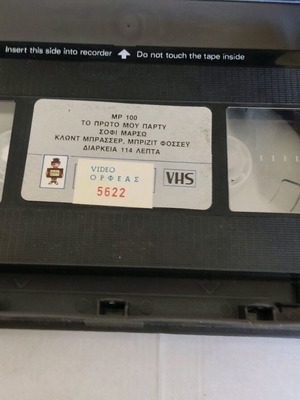 Insert this side into recorder Do not touch the tape inside
MP 100
ΤΟ ΠΡΩΤΟ ΜΟΥ ΠΑΡΤΥ
ΣΟΦΙ ΜΑΡΣΩ
ΚΛΩΝΤ ΜΠΡΑΣΣΕΡ, ΜΠΡΙΖΙΤ ΦΟΣΣΕΥ
ΔΙΑΡΚΕΙΑ 114 ΛΕΠΤΑ
VIDEO
ΟΡΦΕΑΣ
5622
VHS